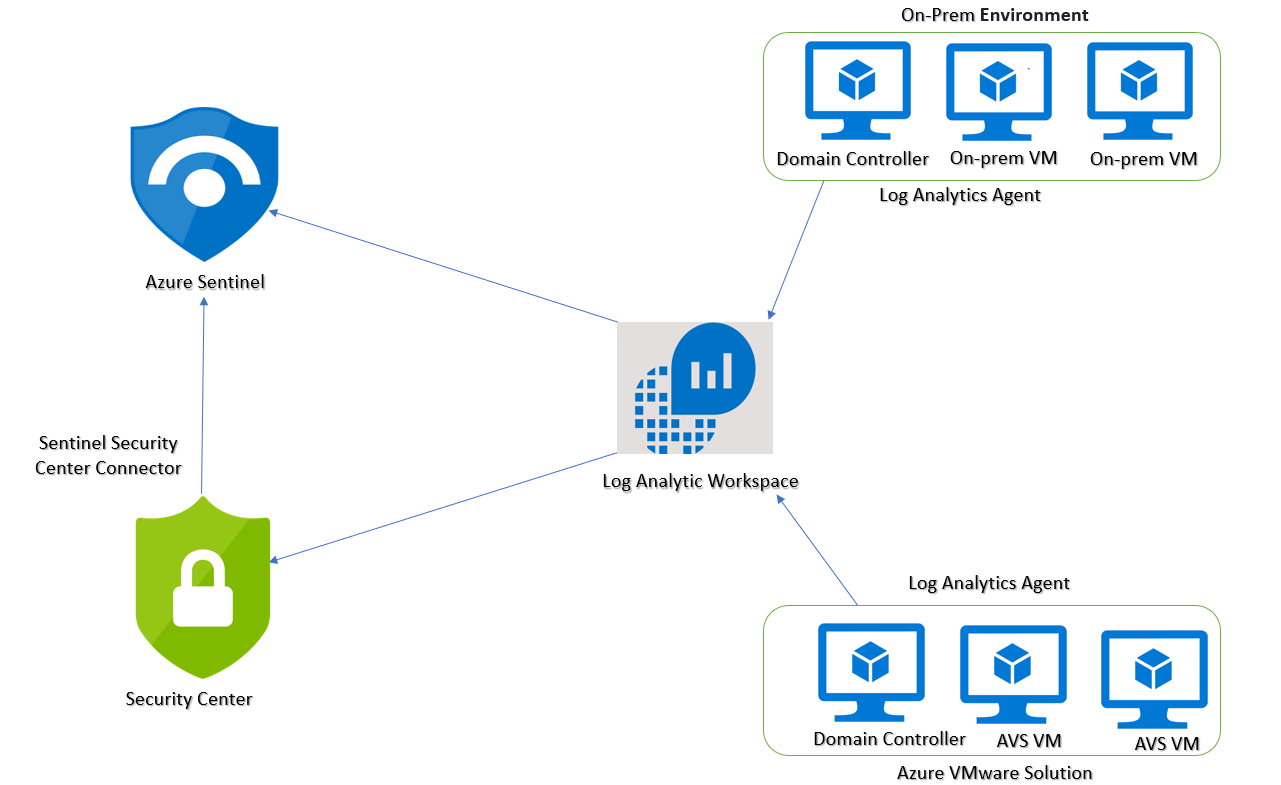 On-Prem Environment
Domain Controller
On-prem VM
On-prem VM
Log Analytics Agent
Azure Sentinel
Sentinel Security
Center Connector
Log Analytic Workspace
Security Center
Log Analytics Agent
Domain Controller
AVS VM
AVS VM
Azure VMware Solution